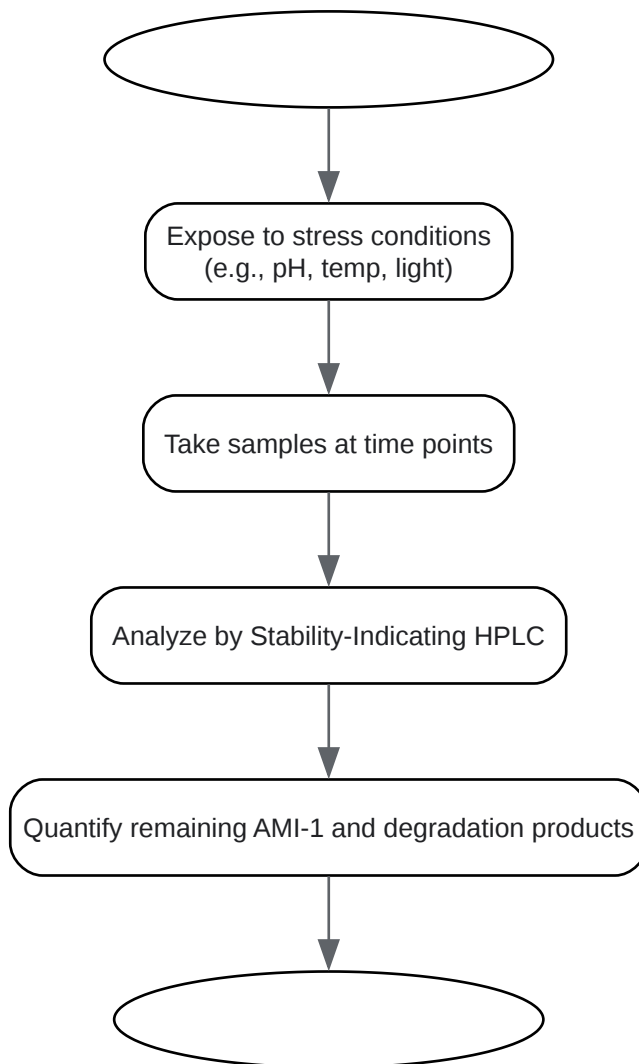 Expose to stress conditions
(e.g., pH, temp, light)
Take samples at time points
Analyze by Stability-Indicating HPLC
Quantify remaining AMI-1 and degradation products